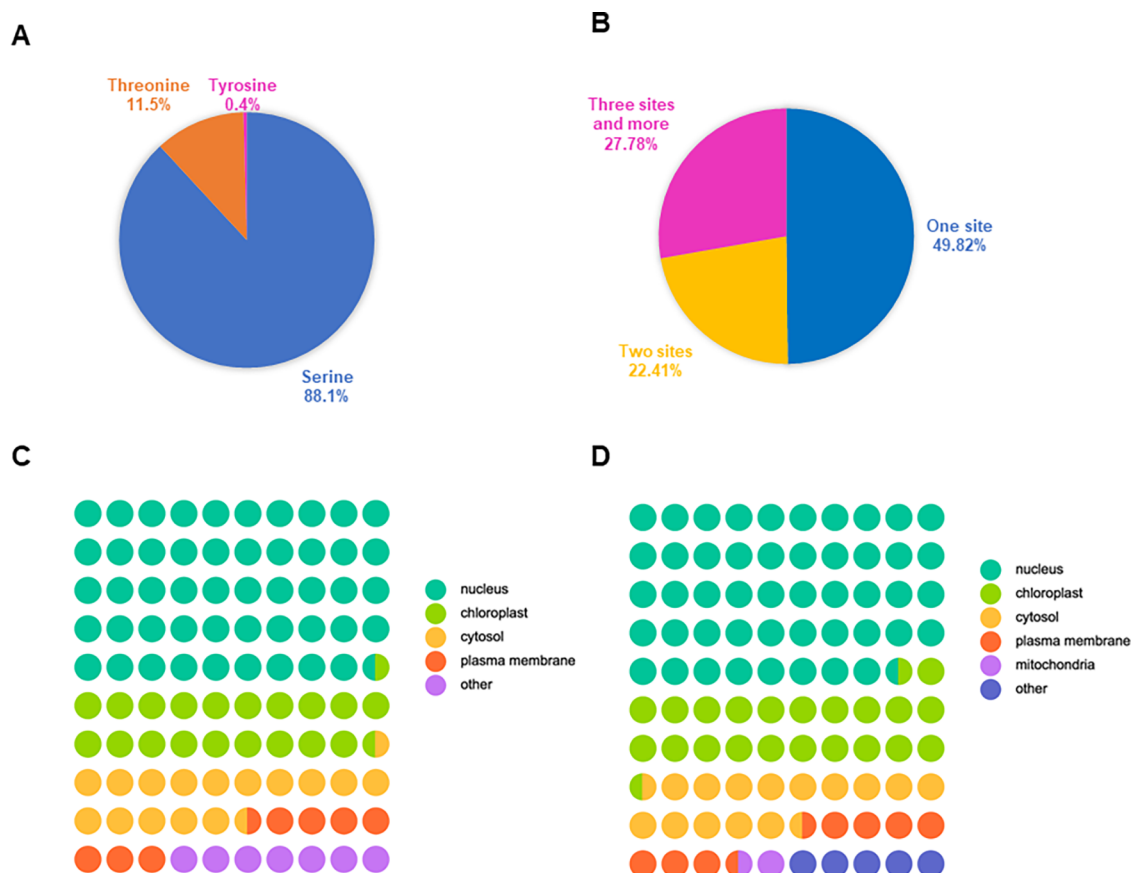 A
Threonine
11.5%
Tyrosine
0.4%
Serine
88.1%
B
Three sites
and more
27.78%
One site
49.82%
Two sites
22.41%
C
nucleus
chloroplast
cytosol
plasma membrane
other
D
nucleus
chloroplast
cytosol
plasma membrane
mitochondria
other